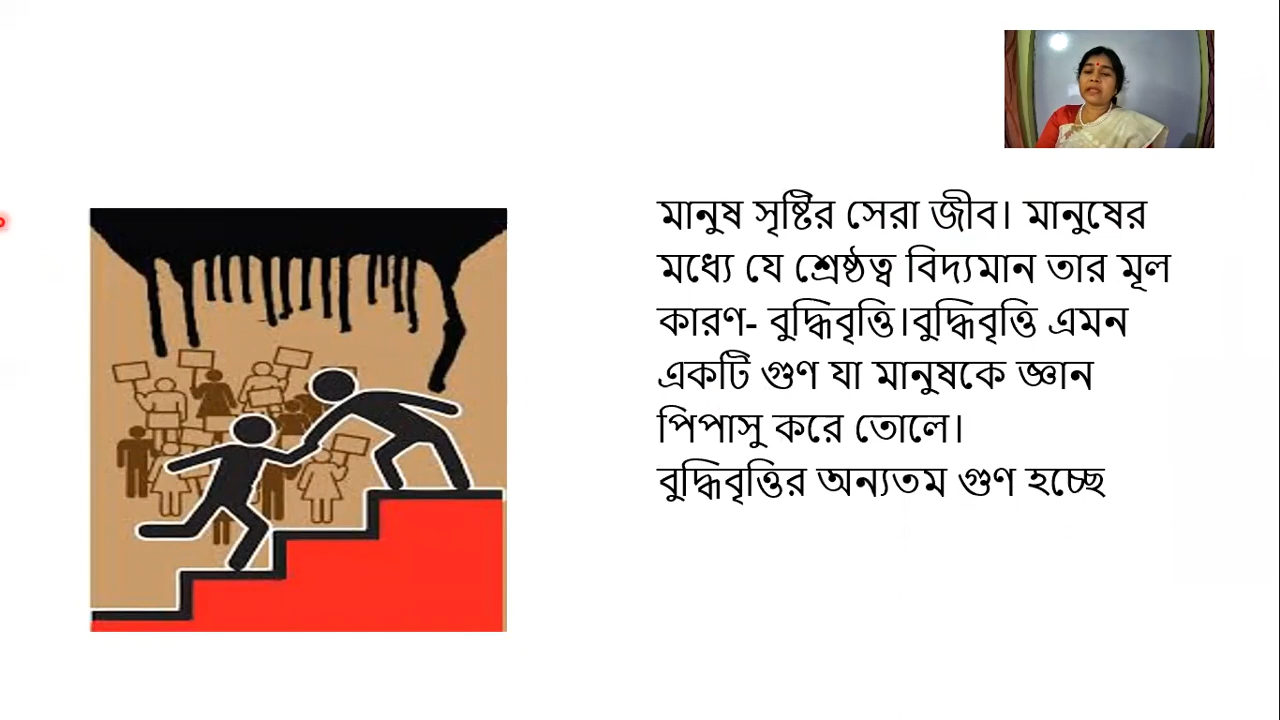 মানুষ সৃষ্টির সেরা জীব। মানুষের
মধ্যে যে শ্রেষ্ঠত্ব বিদ্যমান তার মূল
কারণ- বুদ্ধিবৃত্তি।বুদ্ধিবৃত্তি এমন
একটি গুণ যা মানুষকে জ্ঞান
পিপাসু করে তোলে।
বুদ্ধিবৃত্তির অন্যতম গুণ হচ্ছে